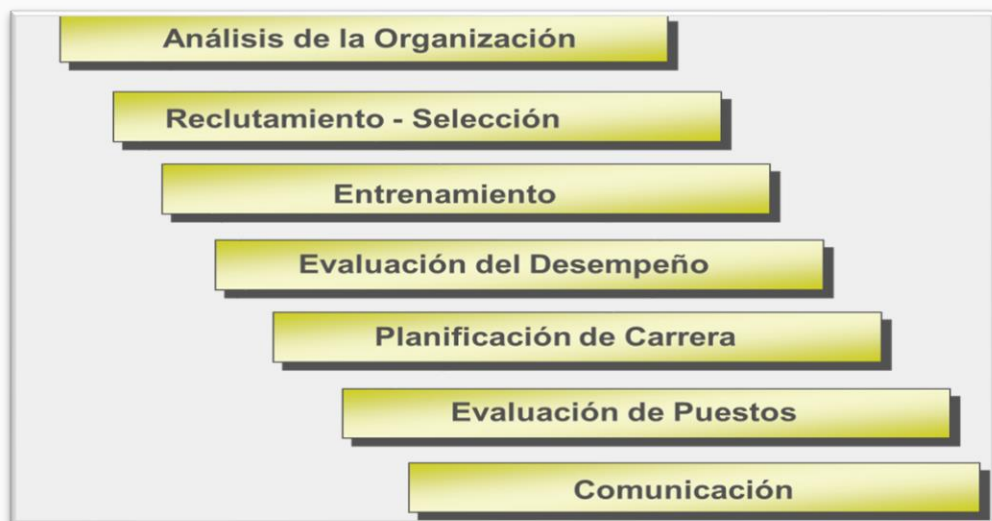 Análisis de la Organización
Reclutamiento - Selección
Entrenamiento
Evaluación del Desempeño
Planificación de Carrera
Evaluación de Puestos
Comunicación